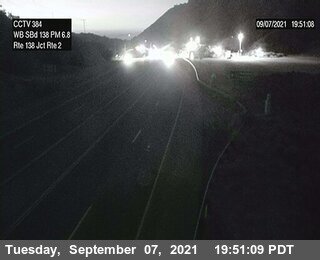 CCTV 384
WB SBd 138 PM 6.8
Rte 138 Jct Rte 2
09/07/2021 19:51:08
Tuesday, September 07, 2021 19:51:09 PDT